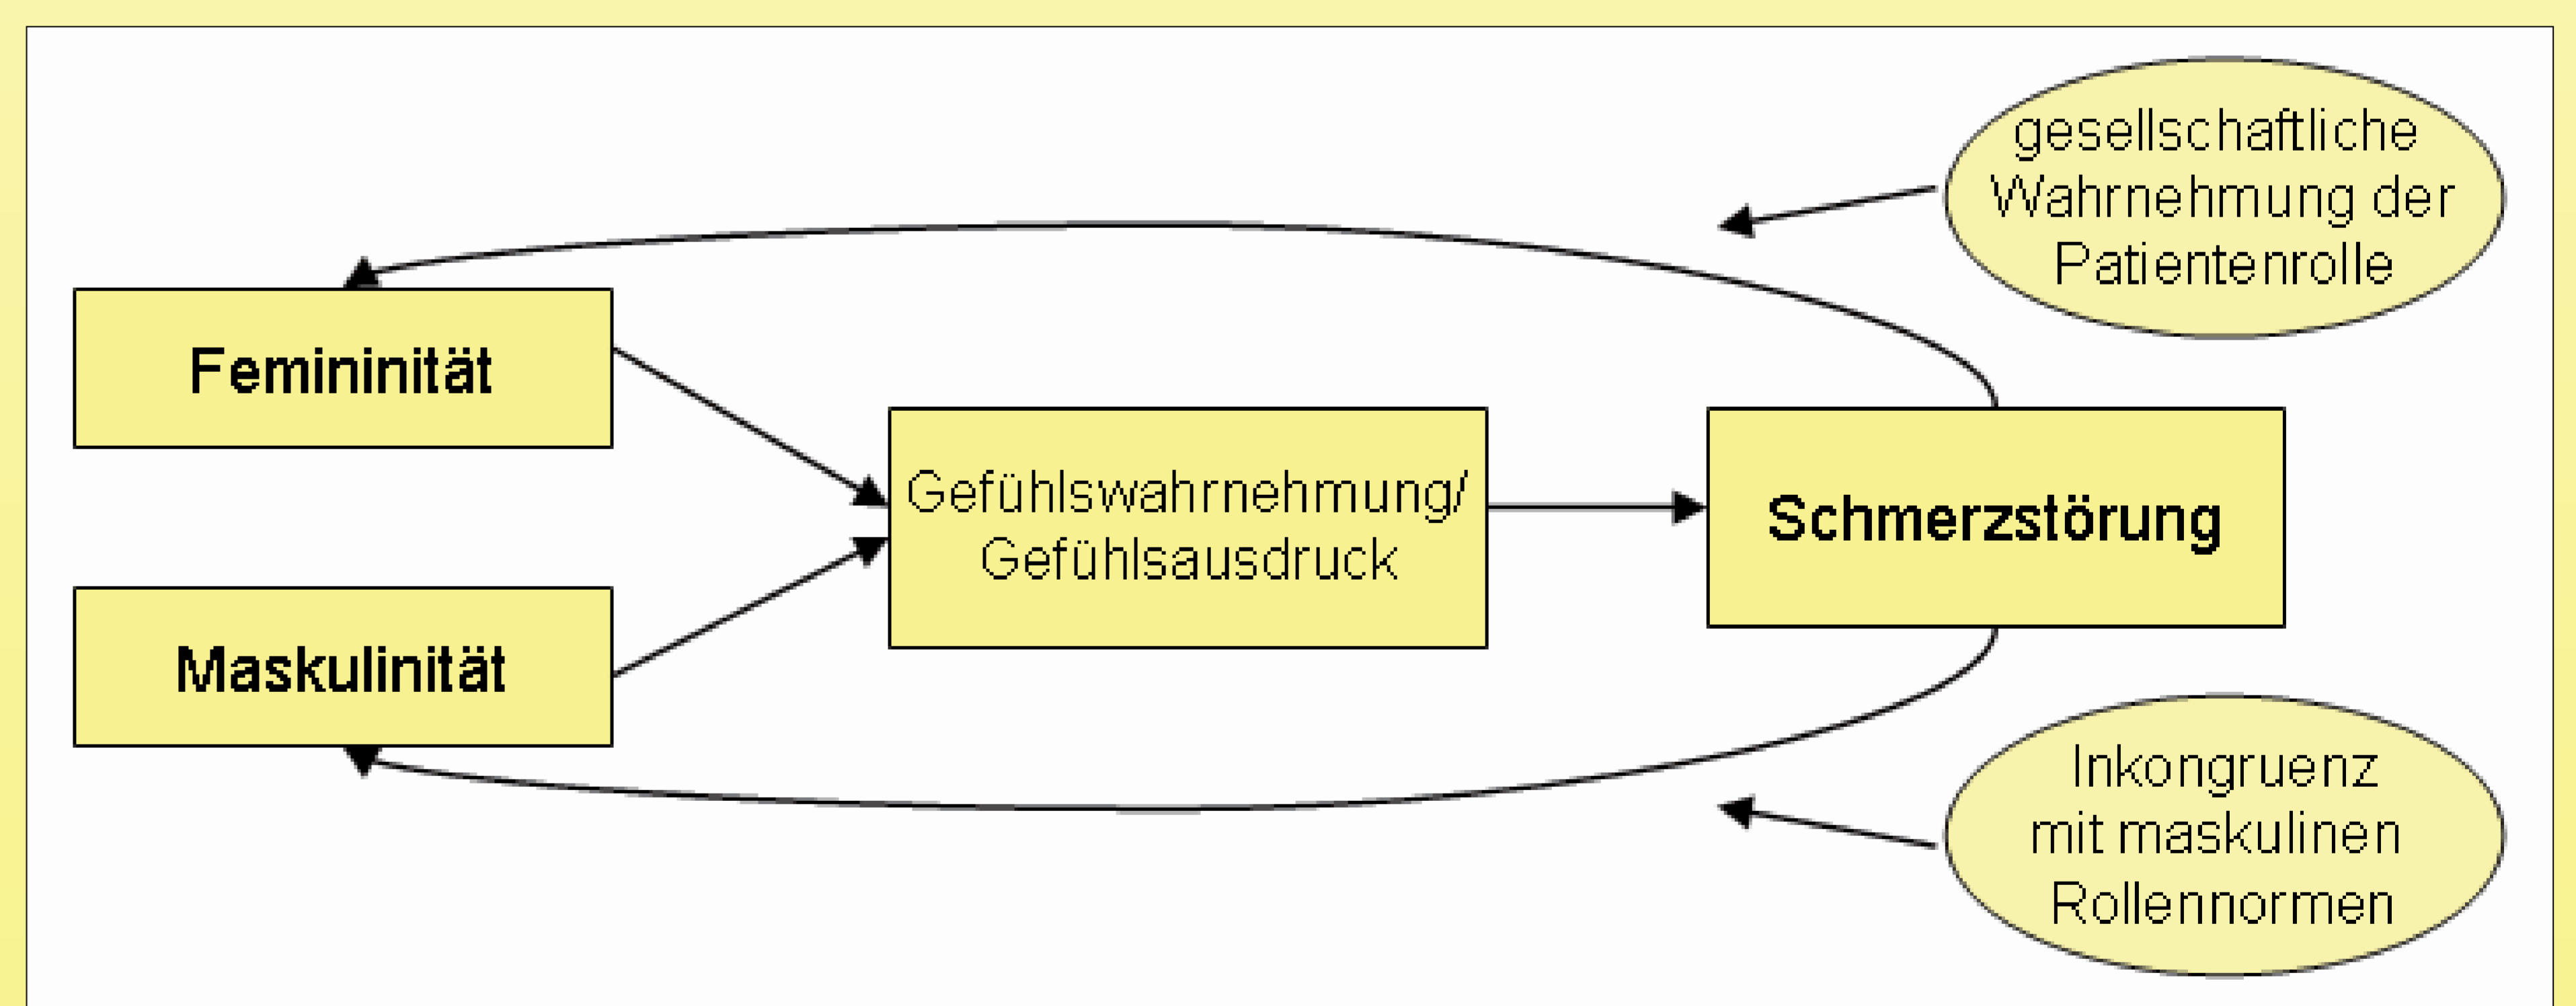 gesellschaftliche
Wahrnehmung der
Patientenrolle
Femininität
Gefühlswahrnehmung/
Gefühlsausdruck
Schmerzstörung
Maskulinität
Inkongruenz
mit maskulinen
Rollennormen